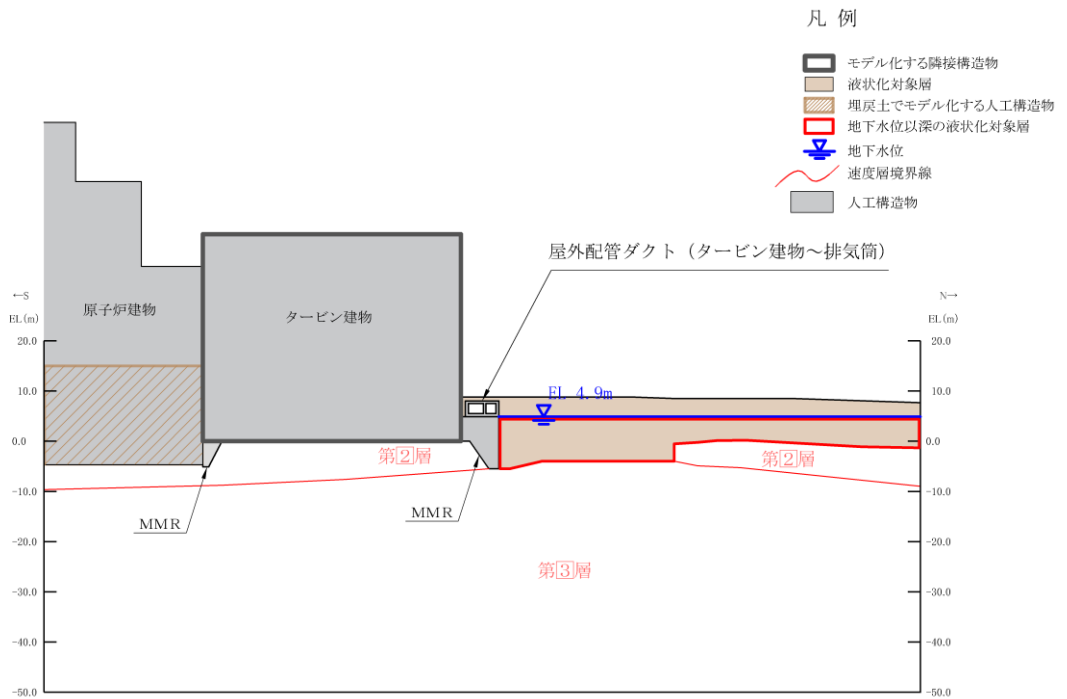 凡 例
モデル化する隣接構造物
液状化対象層
埋戻土でモデル化する人工構造物
地下水位以深の液状化対象層
地下水位
速度層境界線
人工構造物
屋外配管ダクト（タービン建物～排気筒）
←S
EL(m)
N→
EL(m)
原子炉建物
タービン建物
20.0
10.0
0.0
-10.0
-20.0
-30.0
-40.0
-50.0
EL 4.9m
第2層
第2層
MMR
MMR
第3層
20.0
10.0
0.0
-10.0
-20.0
-30.0
-40.0
-50.0